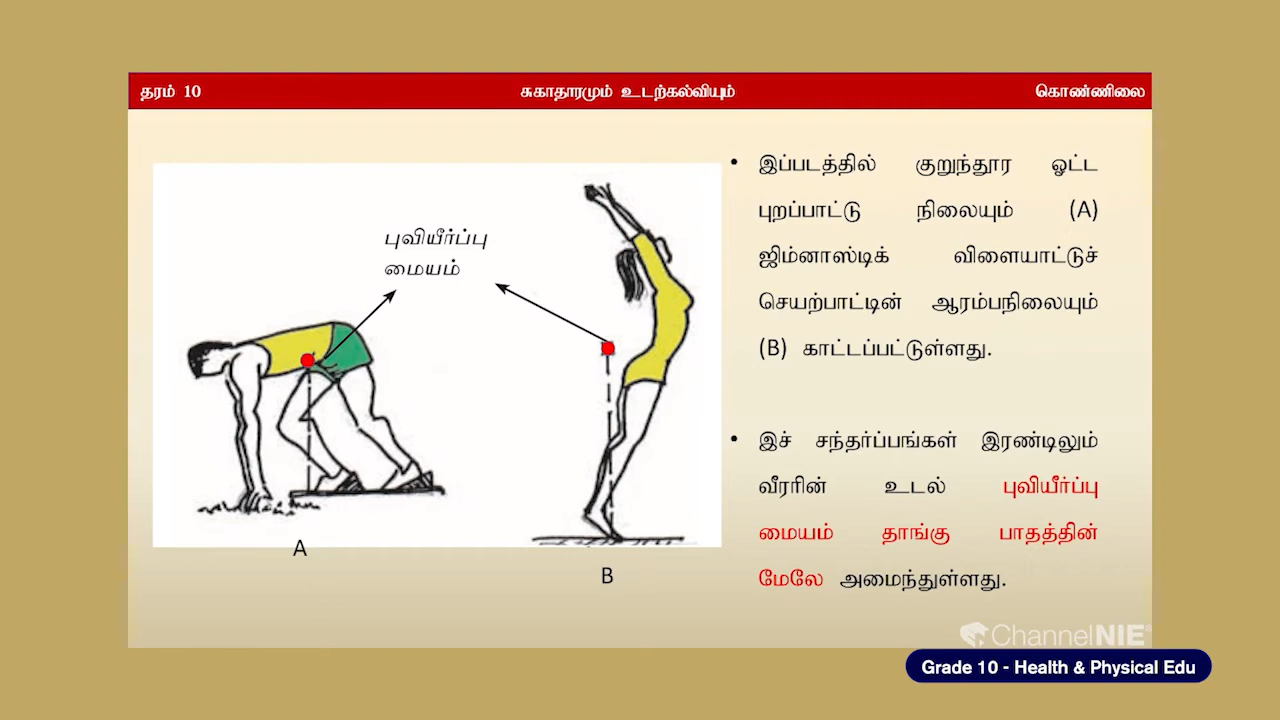 தரம் 10
சுகாதாரமும் உடற்கல்வியும்
கொண்ணிலை
புவியீர்ப்பு
மையம்
A
B
• இப்படத்தில் குறுந்தூர ஓட்ட
புறப்பாட்டு நிலையும் (A)
ஜிம்னாஸ்டிக் விளையாட்டுச்
செயற்பாட்டின் ஆரம்பநிலையும்
(B) காட்டப்பட்டுள்ளது.
• இச் சந்தர்ப்பங்கள் இரண்டிலும்
வீரரின் உடல் புவியீர்ப்பு
மையம் தாங்கு பாதத்தின்
மேலே அமைந்துள்ளது.
ChannelNIE
Grade 10 - Health & Physical Edu